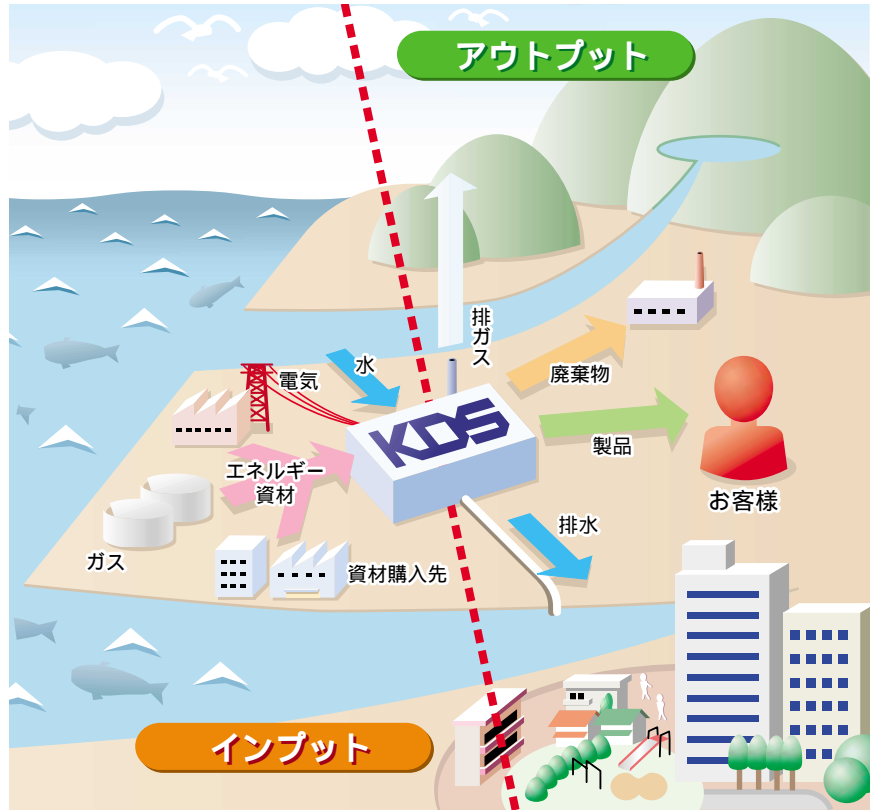 アウトプット
排ガス
水
電気
廃棄物
KDS
製品
エネルギー
資材
お客様
排水
ガス
資材購入先
インプット